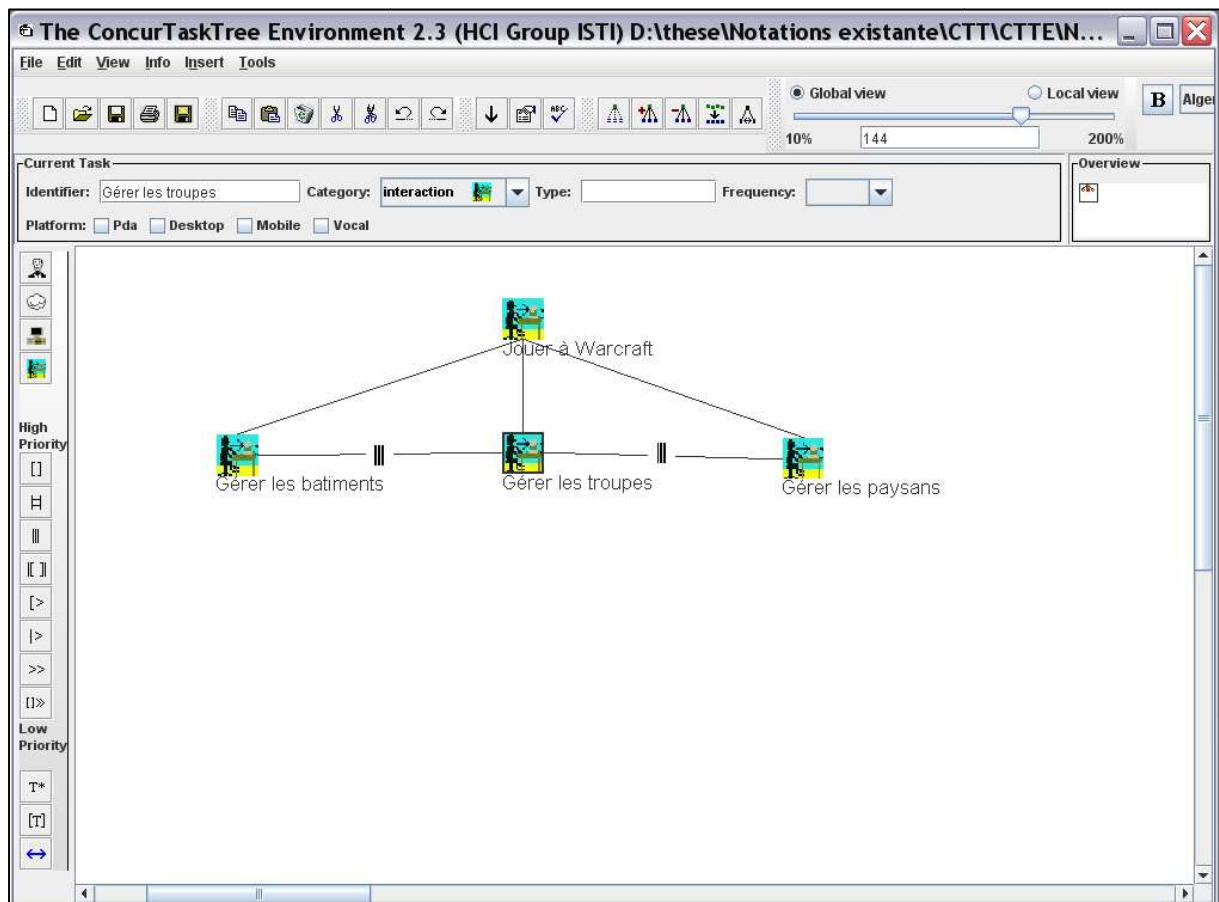 The ConcurTaskTree Environment 2.3 (HCI Group ISTI) D:\these\Notations existante\CTT\CTTE\N...
File Edit View Info Insert Tools
Global view Local view
B Alger
10% 144 200%
Current Task
Overview
Identifier: Gérer les troupes Category: interaction Type: Frequency:
Platform: Pda Desktop Mobile Vocal
Jouer à Warcraft
High
Priority
|||
|||
Gérer les batiments
Gérer les troupes
Gérer les paysans
[]
|=|
|||
|[]|
[>
|>
>>
[]>>
Low
Priority
T*
[T]